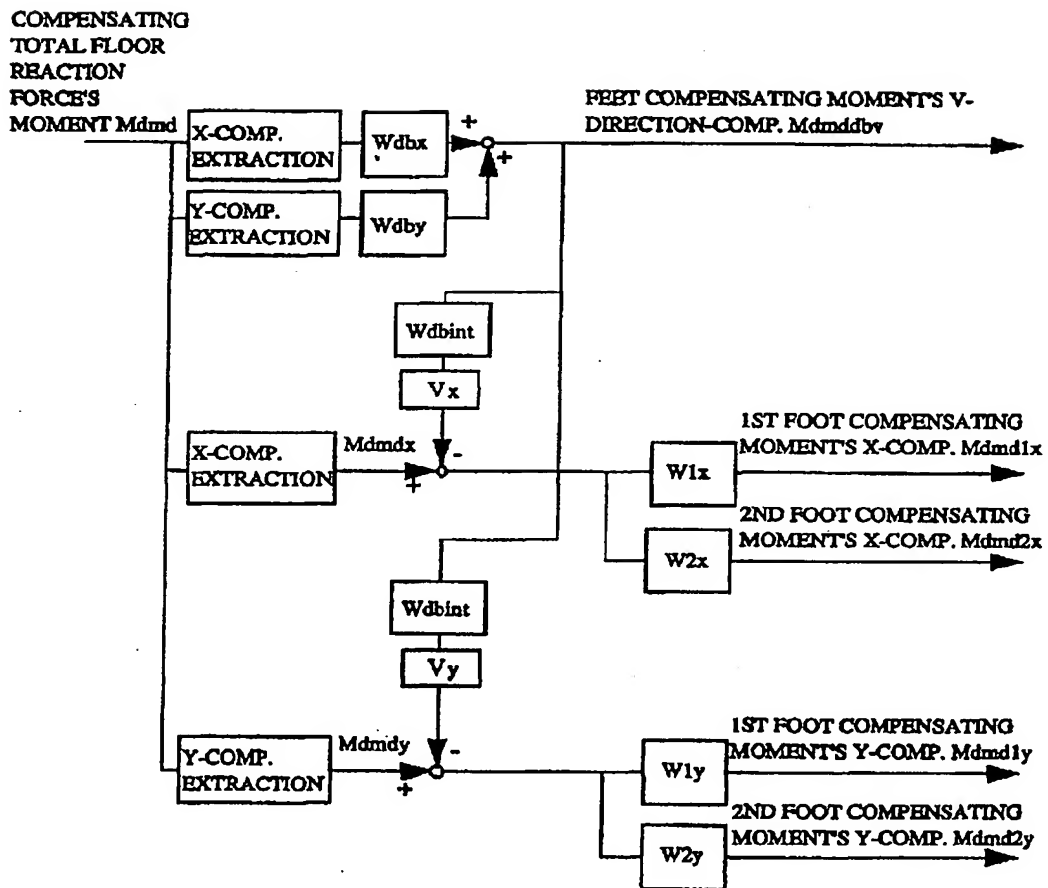 COMPENSATING
TOTAL FLOOR
REACTION
FORCE'S
MOMENT Mdmd
X-COMP.
EXTRACTION
Wdbx
+
+
FEET COMPENSATING MOMENT'S V-
DIRECTION-COMP. Mdmddbv
Y-COMP.
EXTRACTION
Wdby
Wdbint
Vx
X-COMP.
EXTRACTION
Mdmdx
+
-
W1x
1ST FOOT COMPENSATING
MOMENT'S X-COMP. Mdmd1x
W2x
2ND FOOT COMPENSATING
MOMENT'S X-COMP. Mdmd2x
Wdbint
Vy
Y-COMP.
EXTRACTION
Mdmdy
+
-
W1y
1ST FOOT COMPENSATING
MOMENT'S Y-COMP. Mdmd1y
W2y
2ND FOOT COMPENSATING
MOMENT'S Y-COMP. Mdmd2y